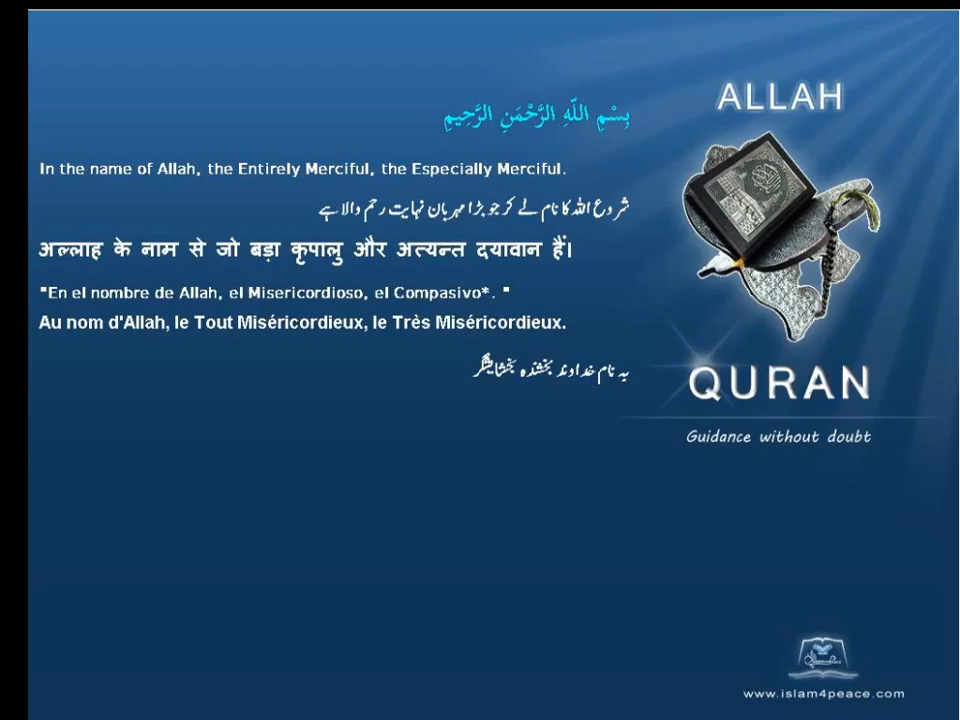 بِسْمِ اللَّهِ الرَّحْمَنِ الرَّحِيمِ
In the name of Allah, the Entirely Merciful, the Especially Merciful.
شروع الله کا نام لے کر جو بڑا مہربان نہایت رحم والا ہے
अल्लाह के नाम से जो बड़ा कृपालु और अत्यन्त दयावान हैं।
"En el nombre de Allah, el Misericordioso, el Compasivo*. "
Au nom d'Allah, le Tout Miséricordieux, le Très Miséricordieux.
به نام خداوند بخشنده بخشایشگر
ALLAH
QURAN
Guidance without doubt
www.islam4peace.com